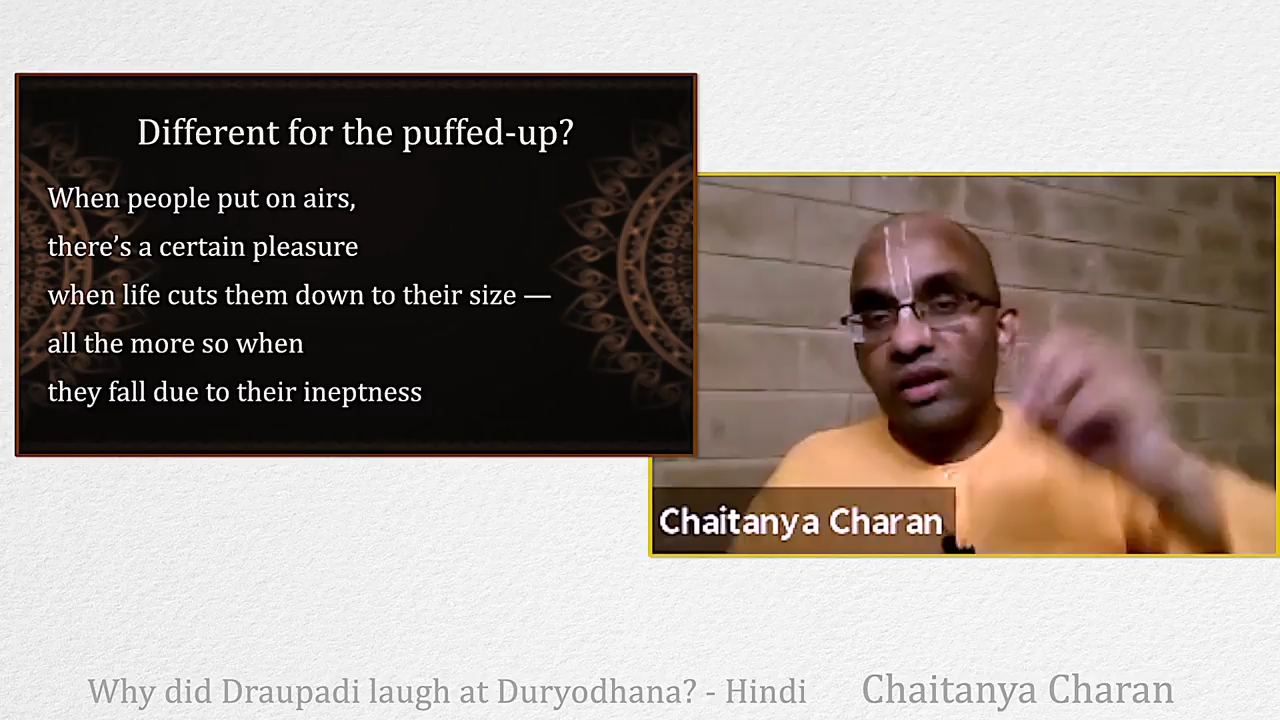 Different for the puffed-up?
When people put on airs,
there's a certain pleasure
when life cuts them down to their size —
all the more so when
they fall due to their ineptness
Chaitanya Charan
Why did Draupadi laugh at Duryodhana? - Hindi
Chaitanya Charan